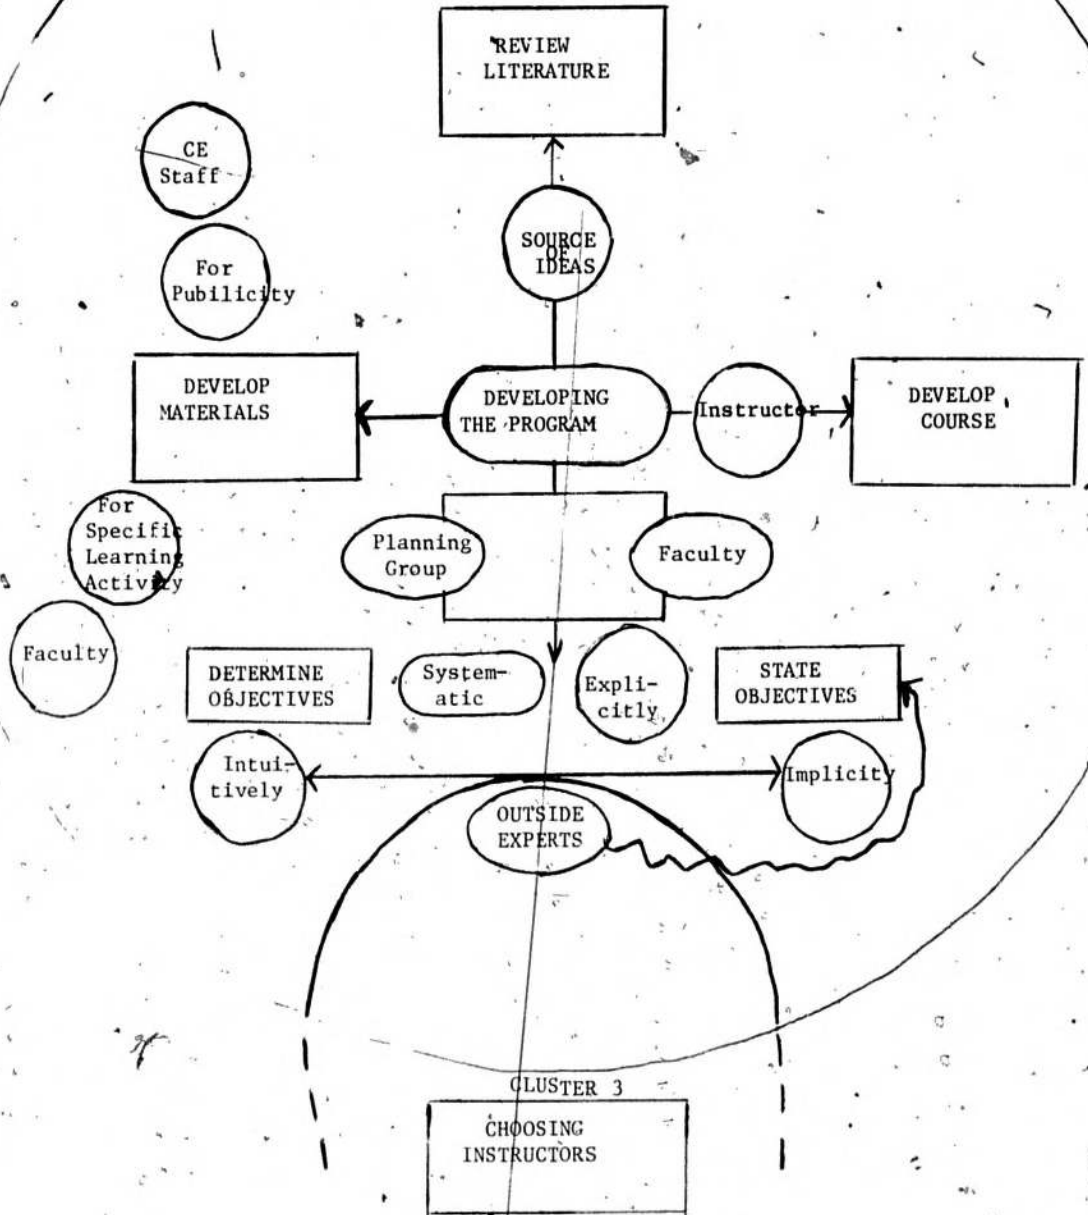 REVIEW
LITERATURE
CE
Staff
SOURCE
OF
IDEAS
For
Pubilicity
DEVELOP
MATERIALS
DEVELOPING
THE PROGRAM
Instructor
DEVELOP
COURSE
For
Specific
Learning
Activity
Planning
Group
Faculty
Faculty
DETERMINE
OBJECTIVES
System-
atic
Expli-
citly
STATE
OBJECTIVES
Intui-
tively
Implicity
OUTSIDE
EXPERTS
CLUSTER 3
CHOOSING
INSTRUCTORS